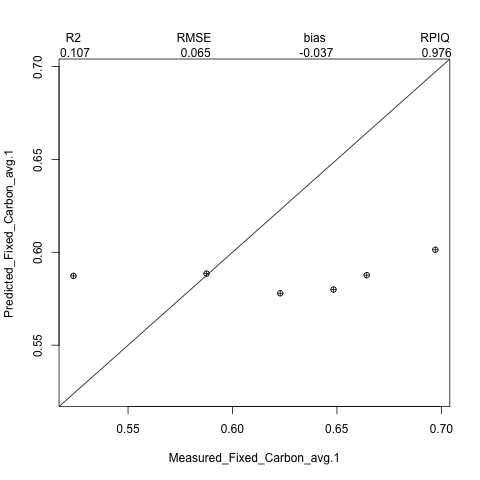 R2 RMSE bias RPIQ
0.107 0.065 -0.037 0.976
0.70
0.65
0.60
0.55
Predicted_Fixed_Carbon_avg.1
0.55 0.60 0.65 0.70
Measured_Fixed_Carbon_avg.1